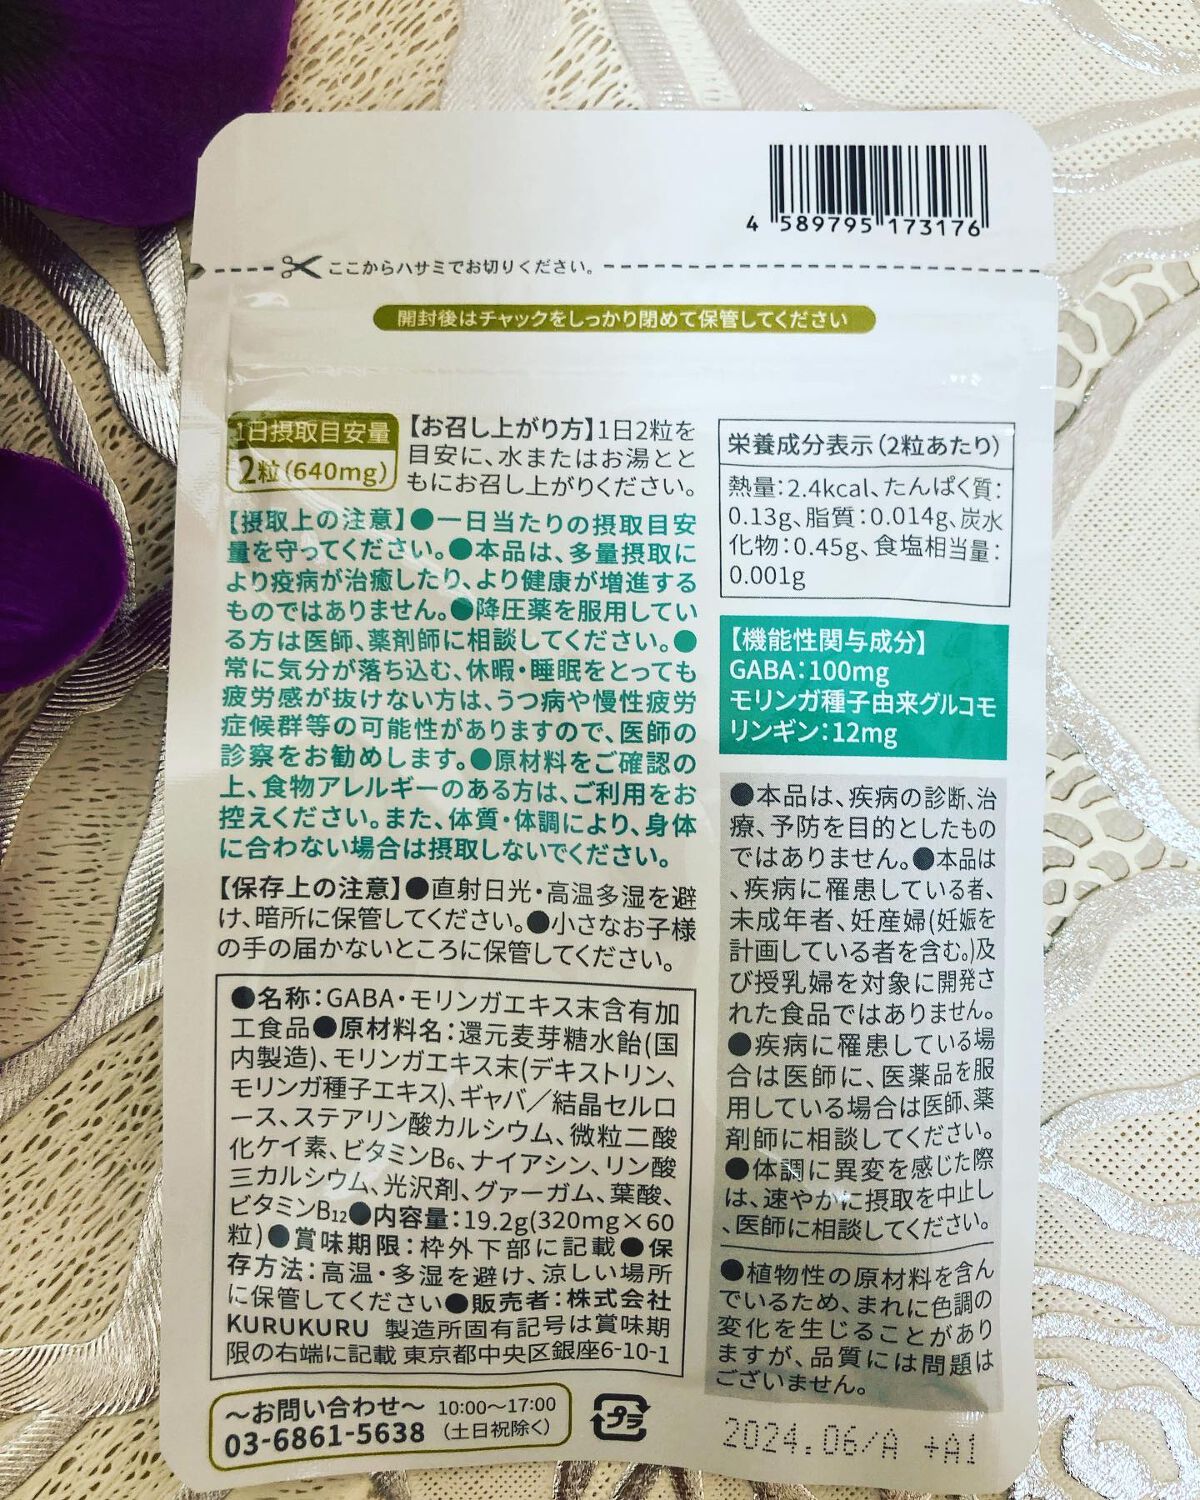 4 589795 173176
ここからハサミでお切りください。
開封後はチャックをしっかり閉めて保管してください
1日摂取目安量
2粒(640mg)
【お召し上がり方】1日2粒を
目安に、水またはお湯とと
もにお召し上がりください。
【摂取上の注意】●一日当たりの摂取目安
量を守ってください。●本品は、多量摂取に
より疫病が治癒したり、より健康が増進する
ものではありません。●降圧薬を服用してい
る方は医師、薬剤師に相談してください。●
常に気分が落ち込む、休暇・睡眠をとっても
疲労感が抜けない方は、うつ病や慢性疲労
症候群等の可能性がありますので、医師の
診察をお勧めします。●原材料をご確認の
上、食物アレルギーのある方は、ご利用をお
控えください。また、体質・体調により、身体
に合わない場合は摂取しないでください。
【保存上の注意】●直射日光・高温多湿を避
け、暗所に保管してください。●小さなお子様
の手の届かないところに保管してください。
●名称：GABA・モリンガエキス末含有加
工食品●原材料名：還元麦芽糖水飴(国
内製造)、モリンガエキス末(デキストリン、
モリンガ種子エキス)、ギャバ／結晶セルロ
ース、ステアリン酸カルシウム、微粒二酸
化ケイ素、ビタミンB₆、ナイアシン、リン酸
三カルシウム、光沢剤、グァーガム、葉酸、
ビタミンB₁₂●内容量：19.2g(320mg×60
粒)●賞味期限：枠外下部に記載●保
存方法：高温・多湿を避け、涼しい場所
に保管してください●販売者：株式会社
KURUKURU 製造所固有記号は賞味期
限の右端に記載 東京都中央区銀座6-10-1
～お問い合わせ～ 10:00～17:00
03-6861-5638 (土日祝除く)
プラ
栄養成分表示(2粒あたり)
熱量：2.4kcal、たんぱく質：
0.13g、脂質：0.014g、炭水
化物：0.45g、食塩相当量：
0.001g
【機能性関与成分】
GABA：100mg
モリンガ種子由来グルコモ
リンギン：12mg
●本品は、疾病の診断、治
療、予防を目的としたもの
ではありません。●本品は
、疾病に罹患している者、
未成年者、妊産婦(妊娠を
計画している者を含む。)及
び授乳婦を対象に開発さ
れた食品ではありません。
●疾病に罹患している場
合は医師に、医薬品を服
用している場合は医師、薬
剤師に相談してください。
●体調に異変を感じた際
は、速やかに摂取を中止し
、医師に相談してください。
●植物性の原材料を含ん
でいるため、まれに色調の
変化を生じることがあり
ますが、品質には問題は
ございません。
2024.06/A +A1